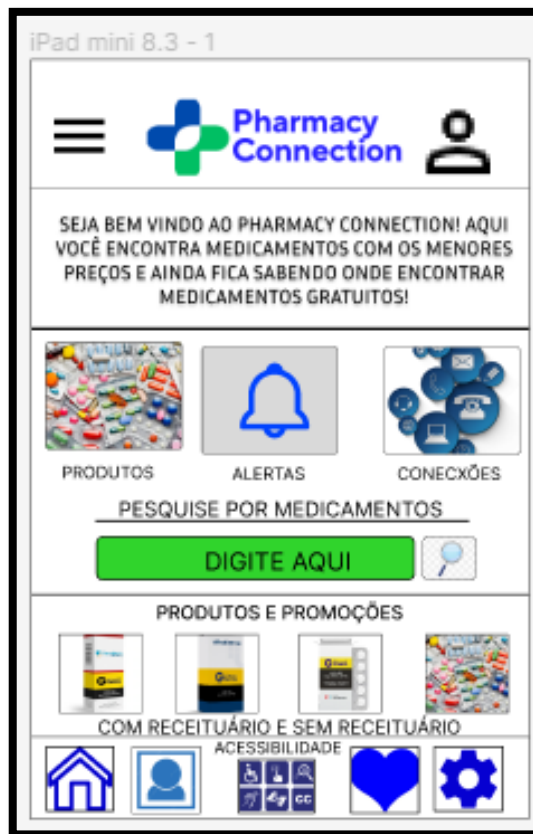 iPad mini 8.3 - 1
Pharmacy
Connection
SEJA BEM VINDO AO PHARMACY CONNECTION! AQUI
VOCÊ ENCONTRA MEDICAMENTOS COM OS MENORES
PREÇOS E AINDA FICA SABENDO ONDE ENCONTRAR
MEDICAMENTOS GRATUITOS!
PRODUTOS
ALERTAS
CONECXÕES
PESQUISE POR MEDICAMENTOS
DIGITE AQUI
PRODUTOS E PROMOÇÕES
COM RECEITUÁRIO E SEM RECEITUÁRIO
ACESSIBILIDADE
CC